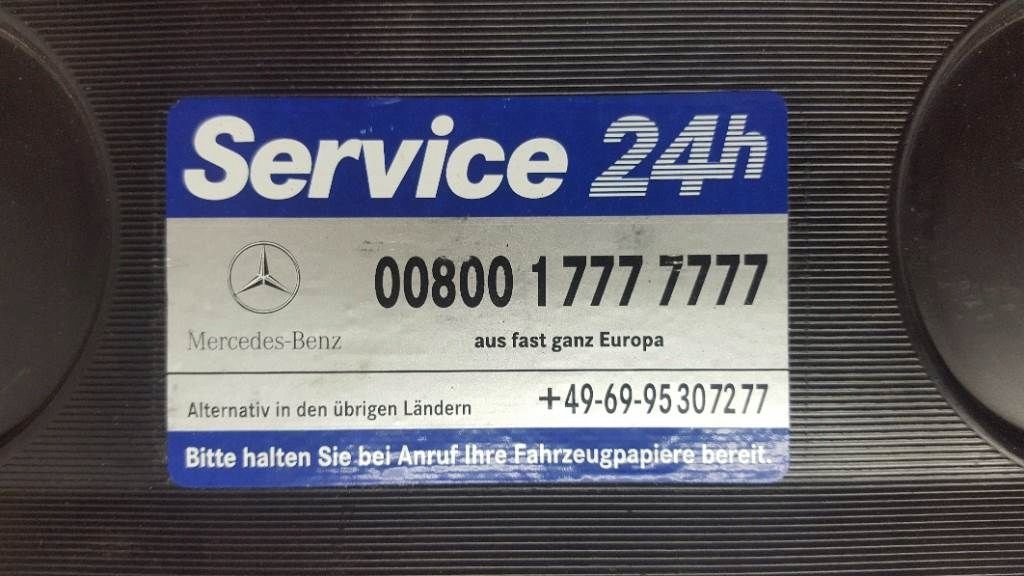 Service 24h
00800 1 777 7777
Mercedes-Benz
aus fast ganz Europa
Alternativ in den übrigen Ländern
+49-69-95 307277
Bitte halten Sie bei Anruf Ihre Fahrzeugpapiere bereit.